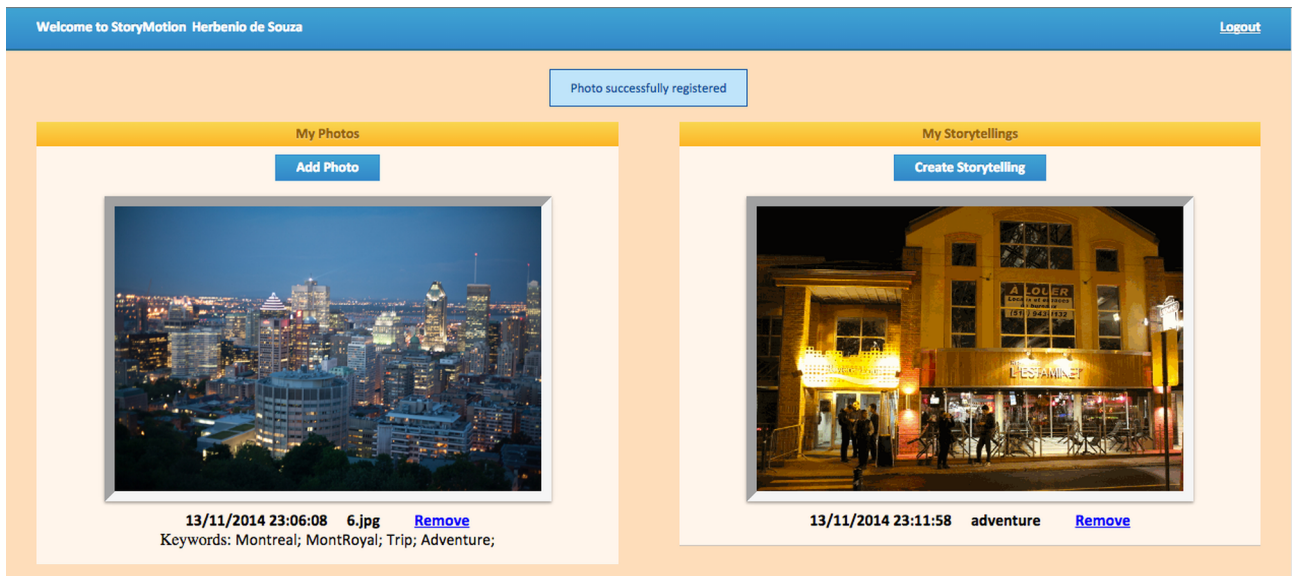 Welcome to StoryMotion Herbenio de Souza
Logout
Photo successfully registered
My Photos
Add Photo
13/11/2014 23:06:08 6.jpg Remove
Keywords: Montreal; MontRoyal; Trip; Adventure;
My Storytellings
Create Storytelling
À LOUER
L'ESTAMINET
13/11/2014 23:11:58 adventure Remove